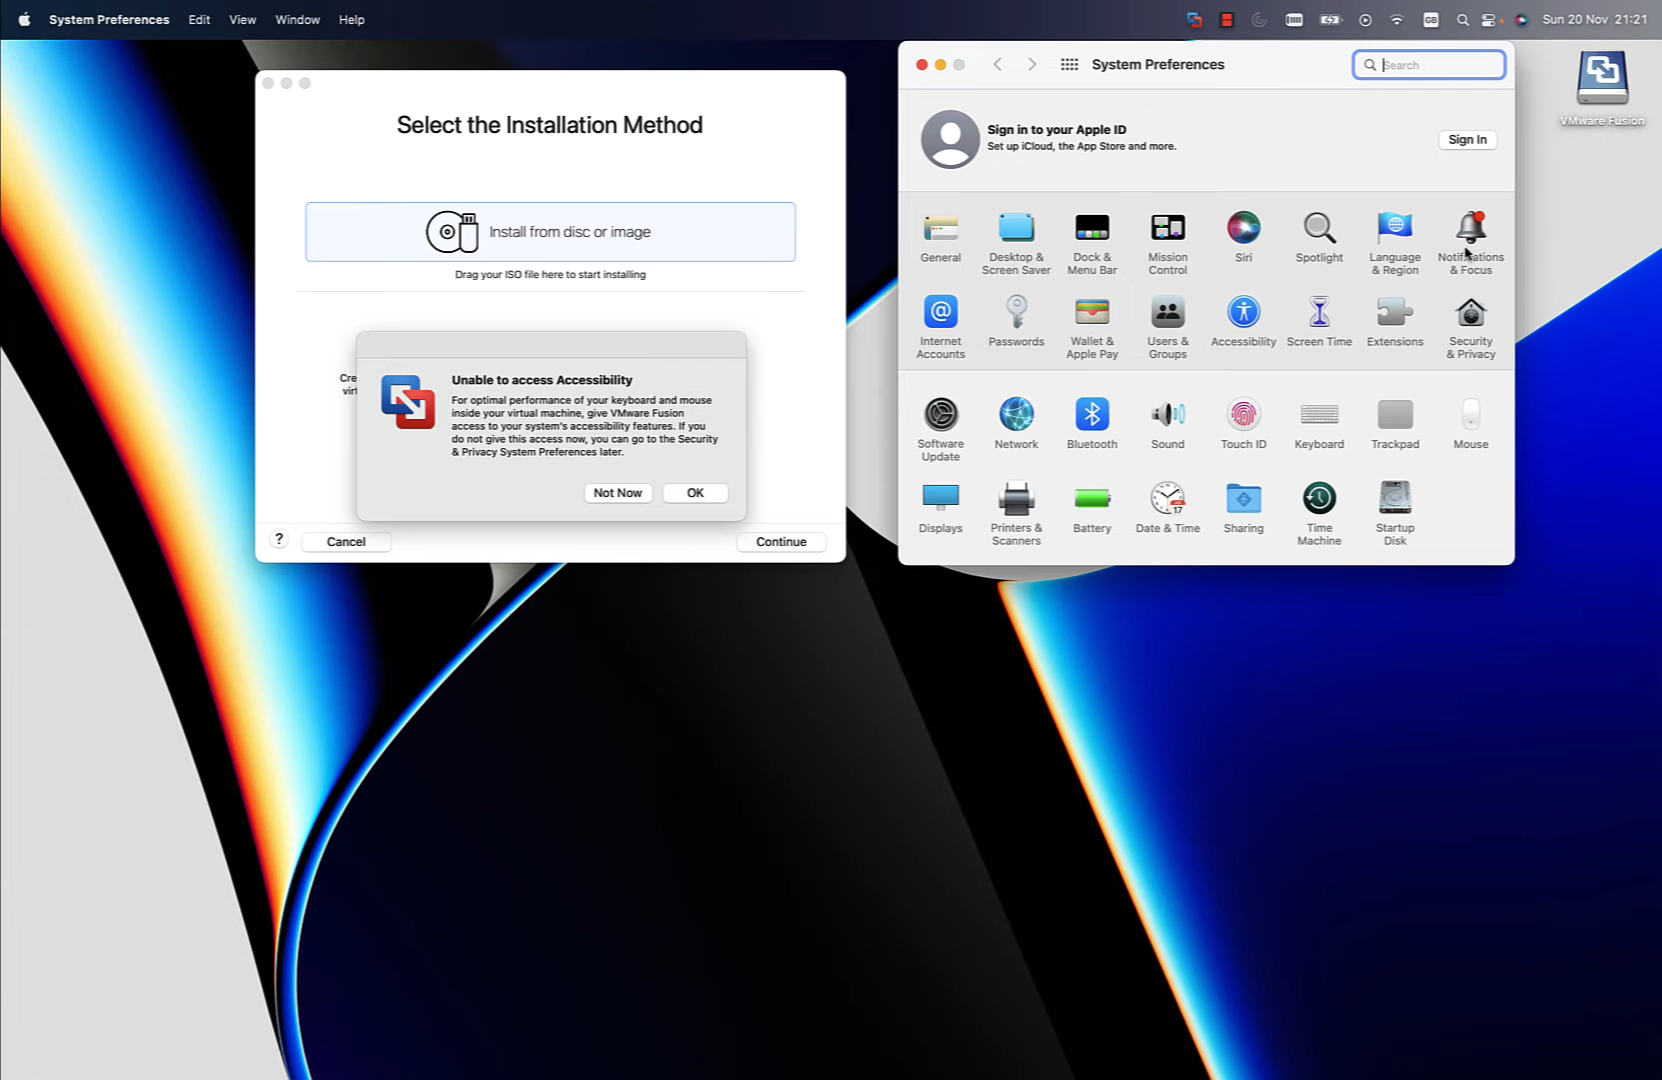 System Preferences Edit View Window Help
GB
Sun 20 Nov 21:21
Select the Installation Method
Install from disc or image
Drag your ISO file here to start installing
Cre
virt
Unable to access Accessibility
For optimal performance of your keyboard and mouse
inside your virtual machine, give VMware Fusion
access to your system's accessibility features. If you
do not give this access now, you can go to the Security
& Privacy System Preferences later.
Not Now OK
? Cancel Continue
System Preferences
Search
Sign in to your Apple ID
Set up iCloud, the App Store and more.
Sign In
General
Desktop &
Screen Saver
Dock &
Menu Bar
Mission
Control
Siri
Spotlight
Language
& Region
Notifications
& Focus
Internet
Accounts
Passwords
Wallet &
Apple Pay
Users &
Groups
Accessibility
Screen Time
Extensions
Security
& Privacy
Software
Update
Network
Bluetooth
Sound
Touch ID
Keyboard
Trackpad
Mouse
Displays
Printers &
Scanners
Battery
17
Date & Time
Sharing
Time
Machine
Startup
Disk
VMware Fusion